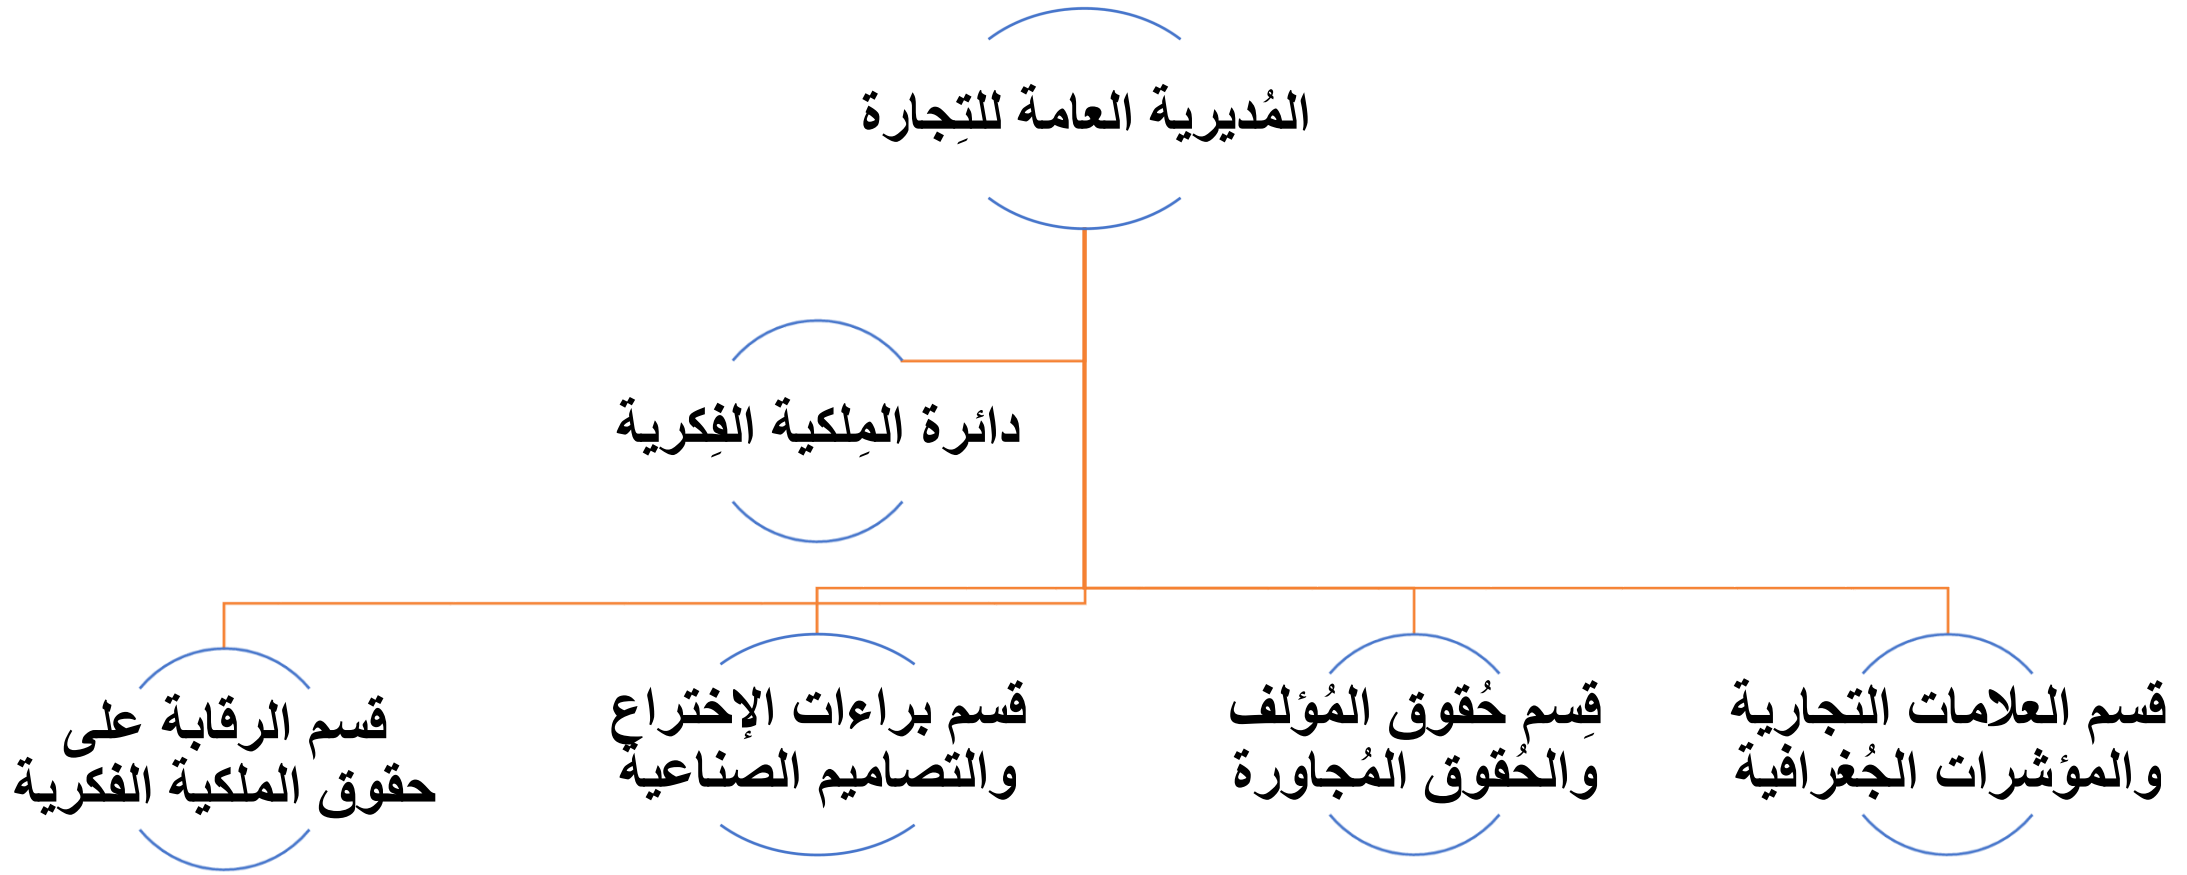 المُديرية العامة للتِجارة
دائرة المِلكية الفِكرية
قسم العلامات التجارية
والمؤشرات الجُغرافية
قِسم حُقوق المُؤلف
والحُقوق المُجاورة
قسم براءات الإختراع
والتصاميم الصناعية
قسم الرقابة على
حقوق الملكية الفكرية